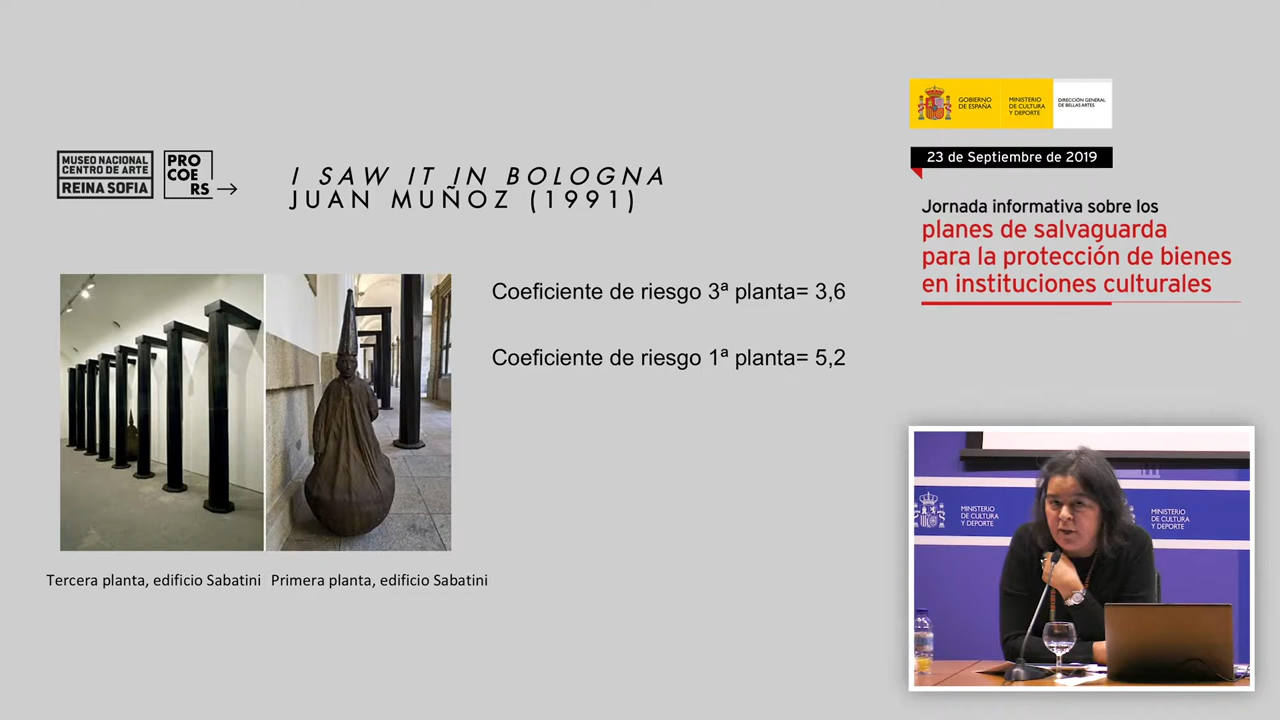 MUSEO NACIONAL
CENTRO DE ARTE
REINA SOFIA
PRO
COE
RS
I SAW IT IN BOLOGNA
JUAN MUÑOZ (1991)
Coeficiente de riesgo 3ª planta= 3,6
Coeficiente de riesgo 1ª planta= 5,2
Tercera planta, edificio Sabatini
Primera planta, edificio Sabatini
GOBIERNO
DE ESPAÑA
MINISTERIO
DE CULTURA
Y DEPORTE
DIRECCIÓN GENERAL
DE BELLAS ARTES
23 de Septiembre de 2019
Jornada informativa sobre los
planes de salvaguarda
para la protección de bienes
en instituciones culturales
MINISTERIO
DE CULTURA
Y DEPORTE
MINISTERIO
DE CULTURA
Y DEPORTE